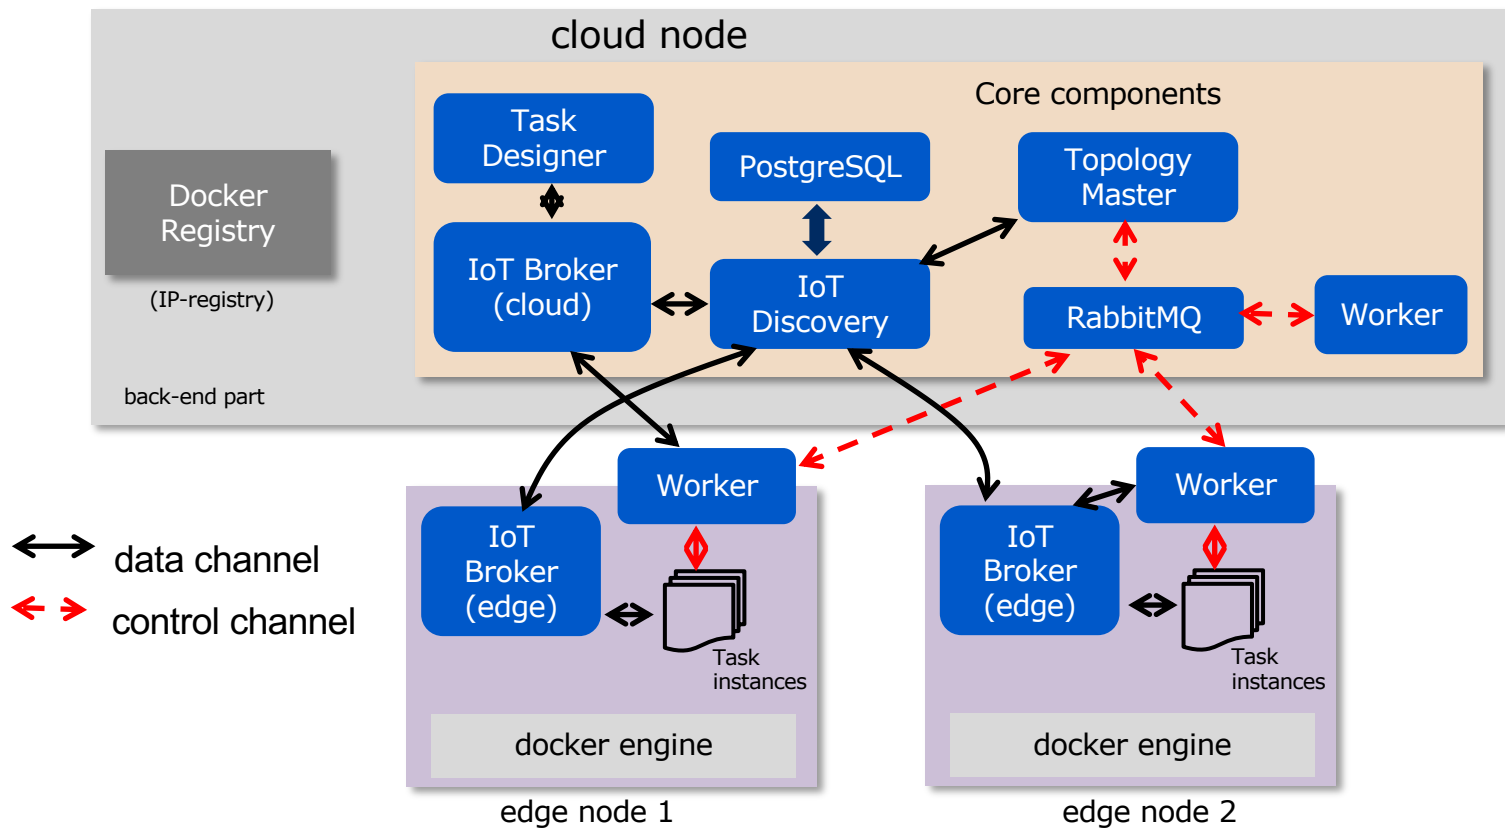 cloud node
Core components
Task
Designer
PostgreSQL
Topology
Master
Docker
Registry
(IP-registry)
IoT Broker
(cloud)
IoT
Discovery
RabbitMQ
Worker
back-end part
Worker
IoT
Broker
(edge)
Task
instances
docker engine
edge node 1
Worker
IoT
Broker
(edge)
Task
instances
docker engine
edge node 2
data channel
control channel